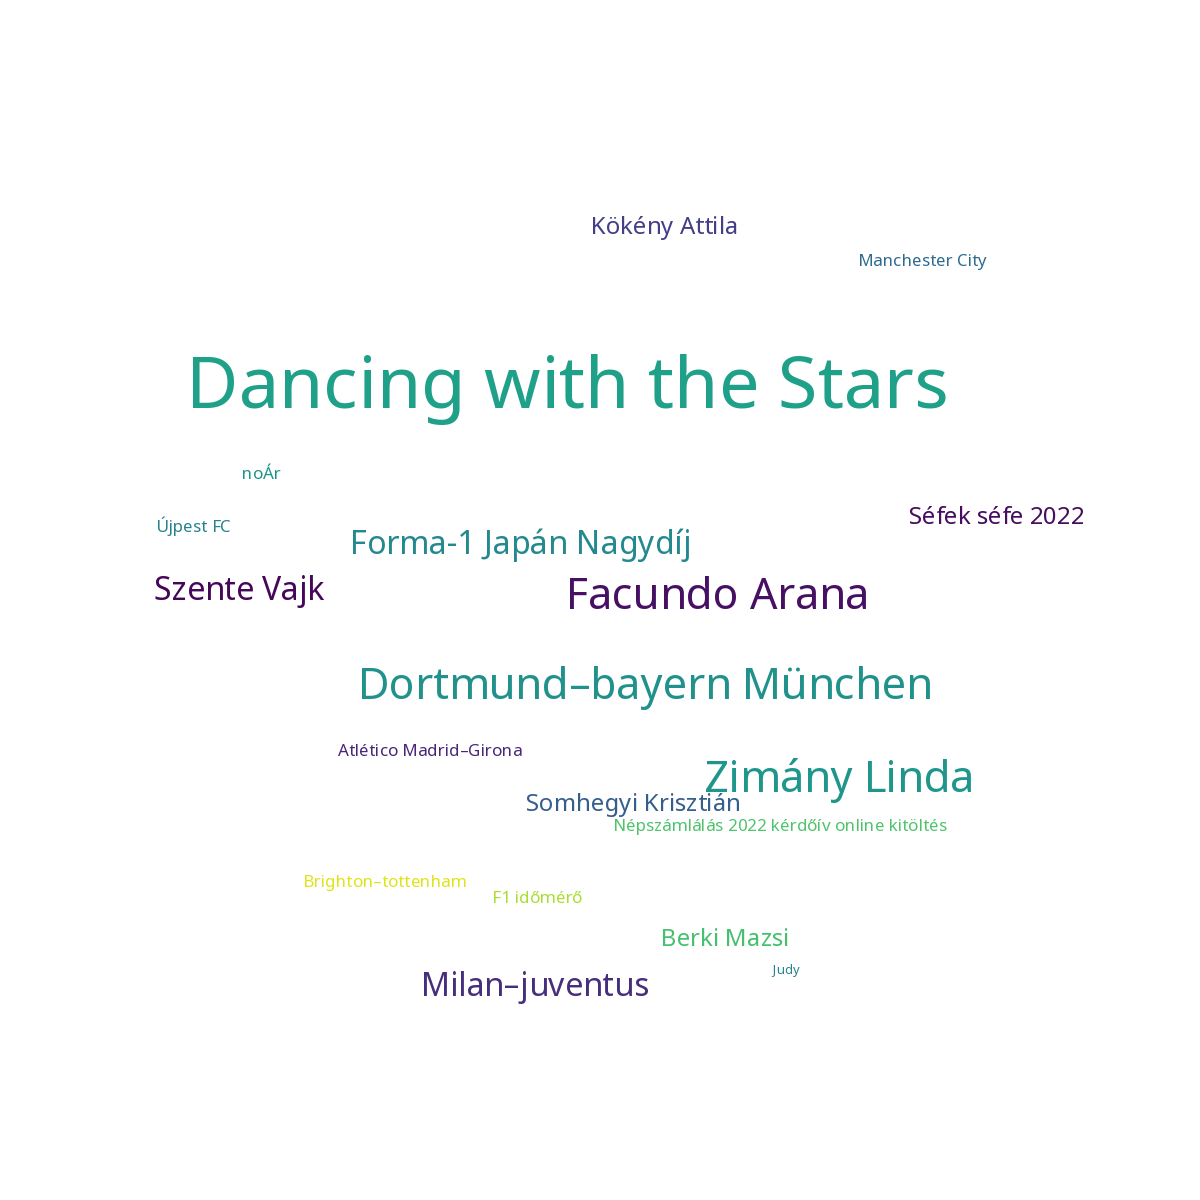 Kökény Attila
Manchester City
Dancing with the Stars
noÁr
Séfek séfe 2022
Újpest FC
Forma-1 Japán Nagydíj
Szente Vajk
Facundo Arana
Dortmund–bayern München
Atlético Madrid–Girona
Zimány Linda
Somhegyi Krisztián
Népszámlálás 2022 kérdőív online kitöltés
Brighton–tottenham
F1 időmérő
Berki Mazsi
Judy
Milan–juventus